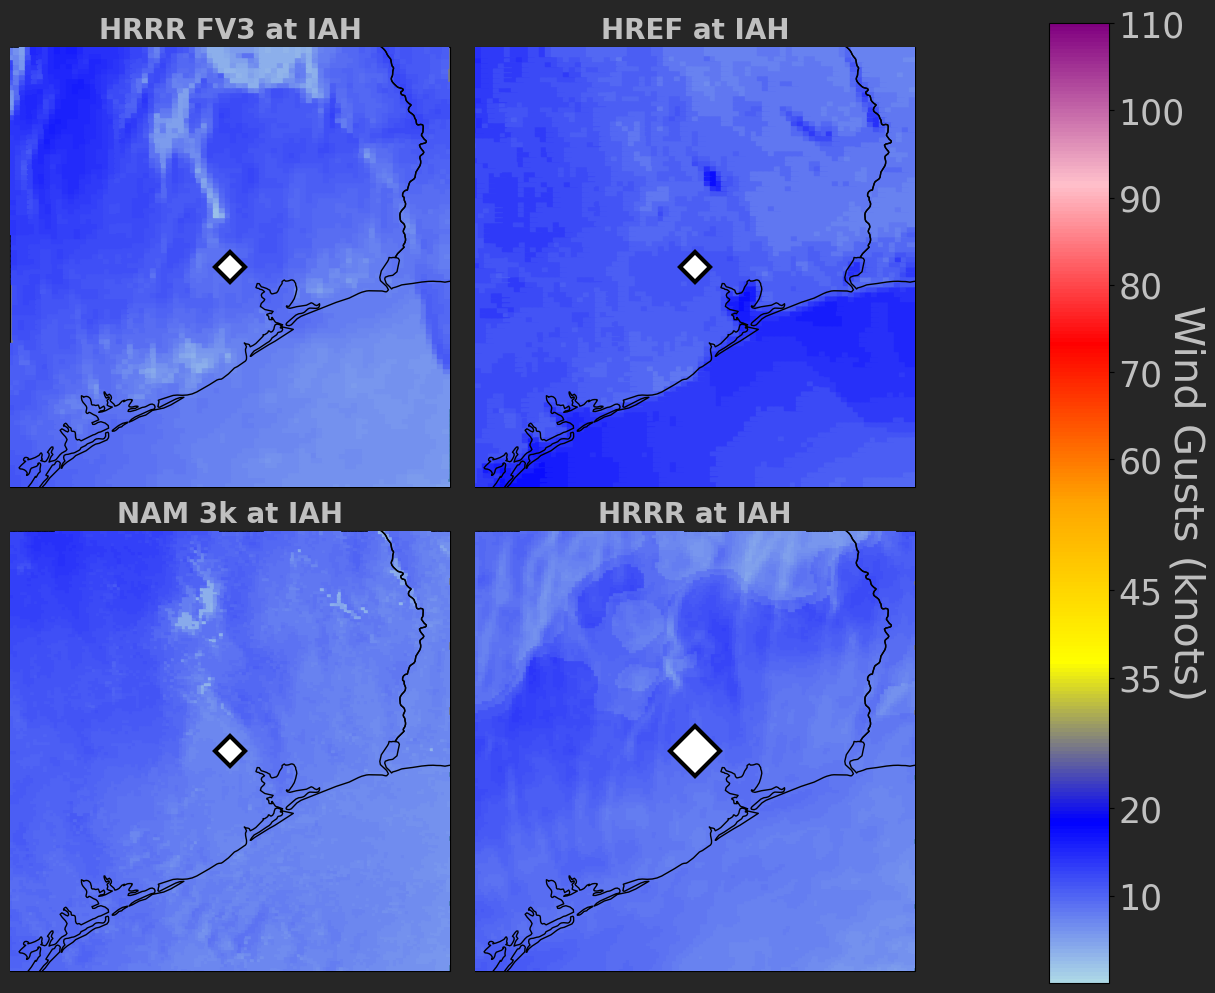 HRRR FV3 at IAH
HREF at IAH
NAM 3k at IAH
HRRR at IAH
110
100
90
80
70
60
45
35
20
10
Wind Gusts (knots)